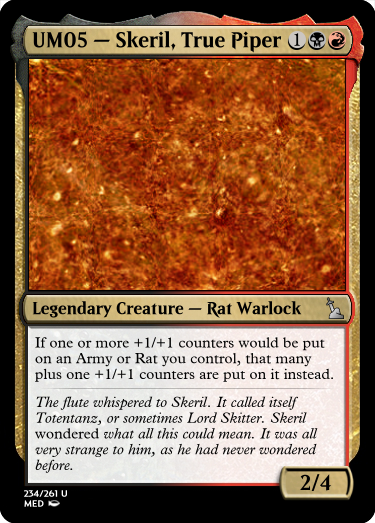 UM05 — Skeril, True Piper 1
Legendary Creature — Rat Warlock
If one or more +1/+1 counters would be put
on an Army or Rat you control, that many
plus one +1/+1 counters are put on it instead.
The flute whispered to Skeril. It called itself
Totentanz, or sometimes Lord Skitter. Skeril
wondered what all this could mean. It was all
very strange to him, as he had never wondered
before.
2/4
234/261 U
MED